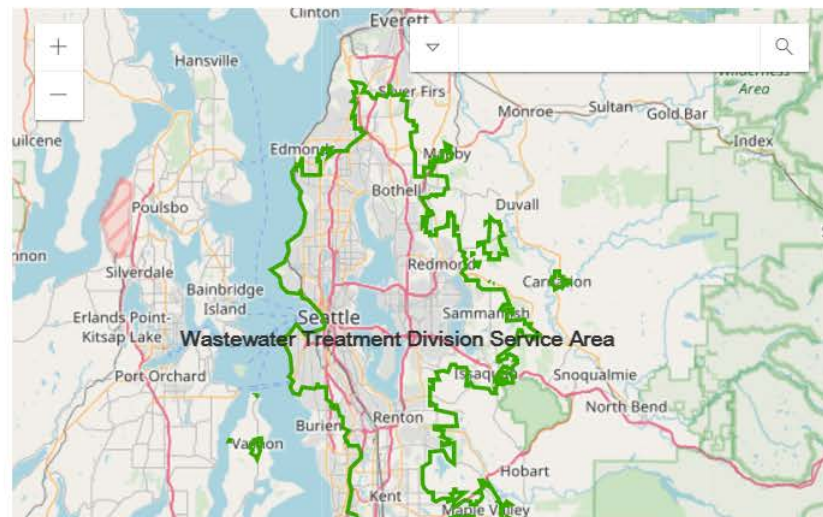 Clinton
Everett
Hansville
Silver Firs
Wilderness
Area
Monroe
Sultan
Gold Bar
Index
uilcene
Edmonds
Maltby
Bothell
Duvall
Poulsbo
nnon
Silverdale
Redmond
Carnation
Bainbridge
Island
Erlands Point-
Kitsap Lake
Seattle
Sammamish
Wastewater Treatment Division Service Area
Port Orchard
Issaquah
Snoqualmie
North Bend
Burien
Renton
Vashon
Hobart
Kent
Maple Valley